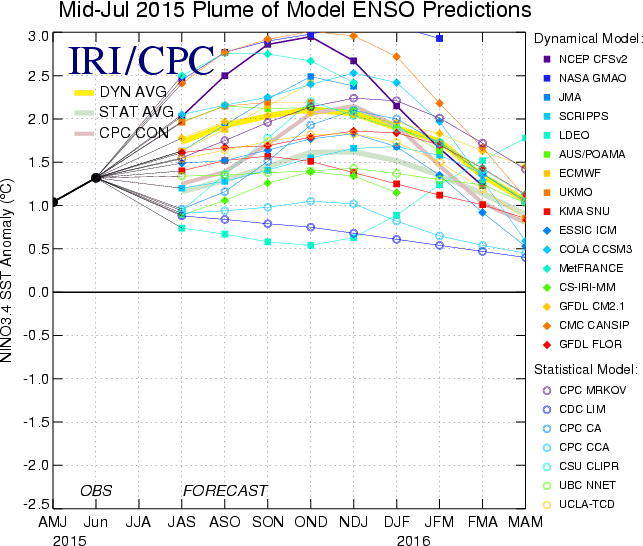 Mid-Jul 2015 Plume of Model ENSO Predictions
IRI/CPC
DYN AVG
STAT AVG
CPC CON
NINO3.4 SST Anomaly (ºC)
3.0
2.5
2.0
1.5
1.0
0.5
0.0
-0.5
-1.0
-1.5
-2.0
-2.5
OBS FORECAST
AMJ Jun JJA JAS ASO SON OND NDJ DJF JFM FMA MAM
2015 2016
Dynamical Model:
NCEP CFSv2
NASA GMAO
JMA
SCRIPPS
LDEO
AUS/POAMA
ECMWF
UKMO
KMA SNU
ESSIC ICM
COLA CCSM3
MetFRANCE
CS-IRI-MM
GFDL CM2.1
CMC CANSIP
GFDL FLOR
Statistical Model:
CPC MRKOV
CDC LIM
CPC CA
CPC CCA
CSU CLIPR
UBC NNET
UCLA-TCD